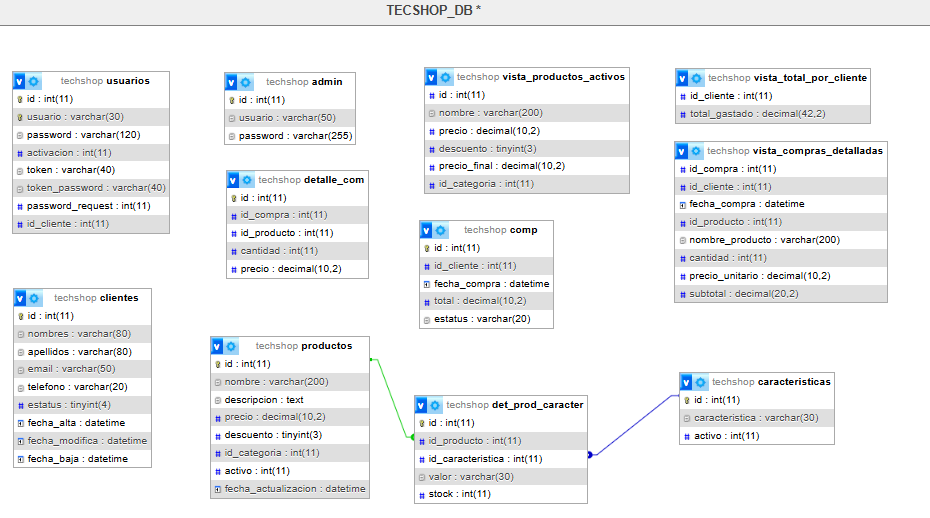 TECSHOP_DB *
techshop usuarios
id : int(11)
usuario : varchar(30)
password : varchar(120)
activacion : int(11)
token : varchar(40)
token_password : varchar(40)
password_request : int(11)
id_cliente : int(11)
techshop admin
id : int(11)
usuario : varchar(50)
password : varchar(255)
techshop vista_productos_activos
id : int(11)
nombre : varchar(200)
precio : decimal(10,2)
descuento : tinyint(3)
precio_final : decimal(10,2)
id_categoria : int(11)
techshop vista_total_por_cliente
id_cliente : int(11)
total_gastado : decimal(42,2)
techshop vista_compras_detalladas
id_compra : int(11)
id_cliente : int(11)
fecha_compra : datetime
id_producto : int(11)
nombre_producto : varchar(200)
cantidad : int(11)
precio_unitario : decimal(10,2)
subtotal : decimal(20,2)
techshop detalle_com
id : int(11)
id_compra : int(11)
id_producto : int(11)
cantidad : int(11)
precio : decimal(10,2)
techshop comp
id : int(11)
id_cliente : int(11)
fecha_compra : datetime
total : decimal(10,2)
estatus : varchar(20)
techshop clientes
id : int(11)
nombres : varchar(80)
apellidos : varchar(80)
email : varchar(50)
telefono : varchar(20)
estatus : tinyint(4)
fecha_alta : datetime
fecha_modifica : datetime
fecha_baja : datetime
techshop productos
id : int(11)
nombre : varchar(200)
descripcion : text
precio : decimal(10,2)
descuento : tinyint(3)
id_categoria : int(11)
activo : int(11)
fecha_actualizacion : datetime
techshop det_prod_caracter
id : int(11)
id_producto : int(11)
id_caracteristica : int(11)
valor : varchar(30)
stock : int(11)
techshop caracteristicas
id : int(11)
caracteristica : varchar(30)
activo : int(11)